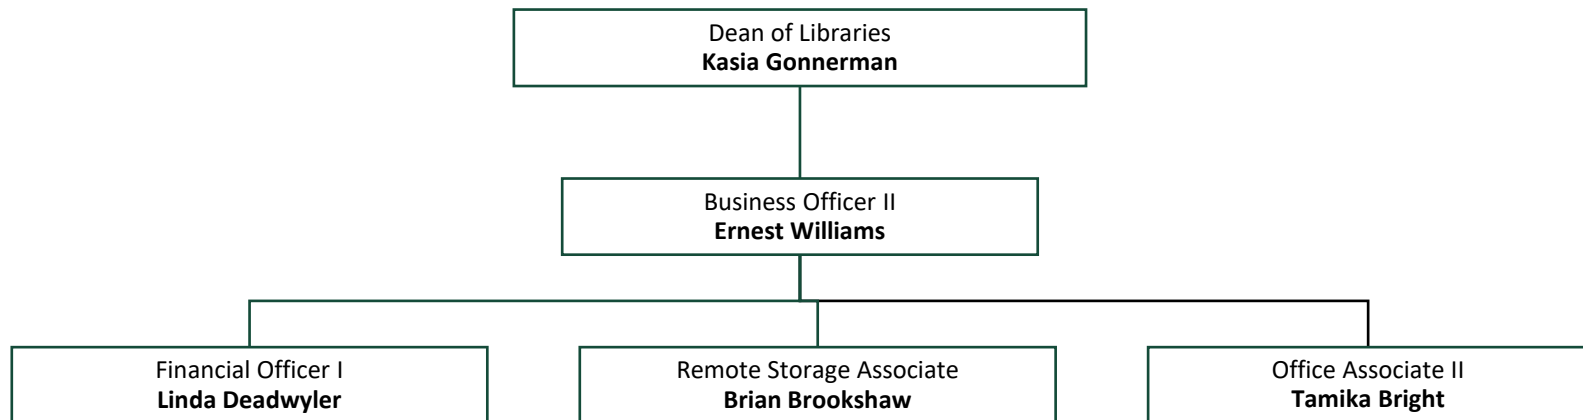 Dean of Libraries
Kasia Gonnerman
Business Officer II
Ernest Williams
Financial Officer I
Linda Deadwyler
Remote Storage Associate
Brian Brookshaw
Office Associate II
Tamika Bright